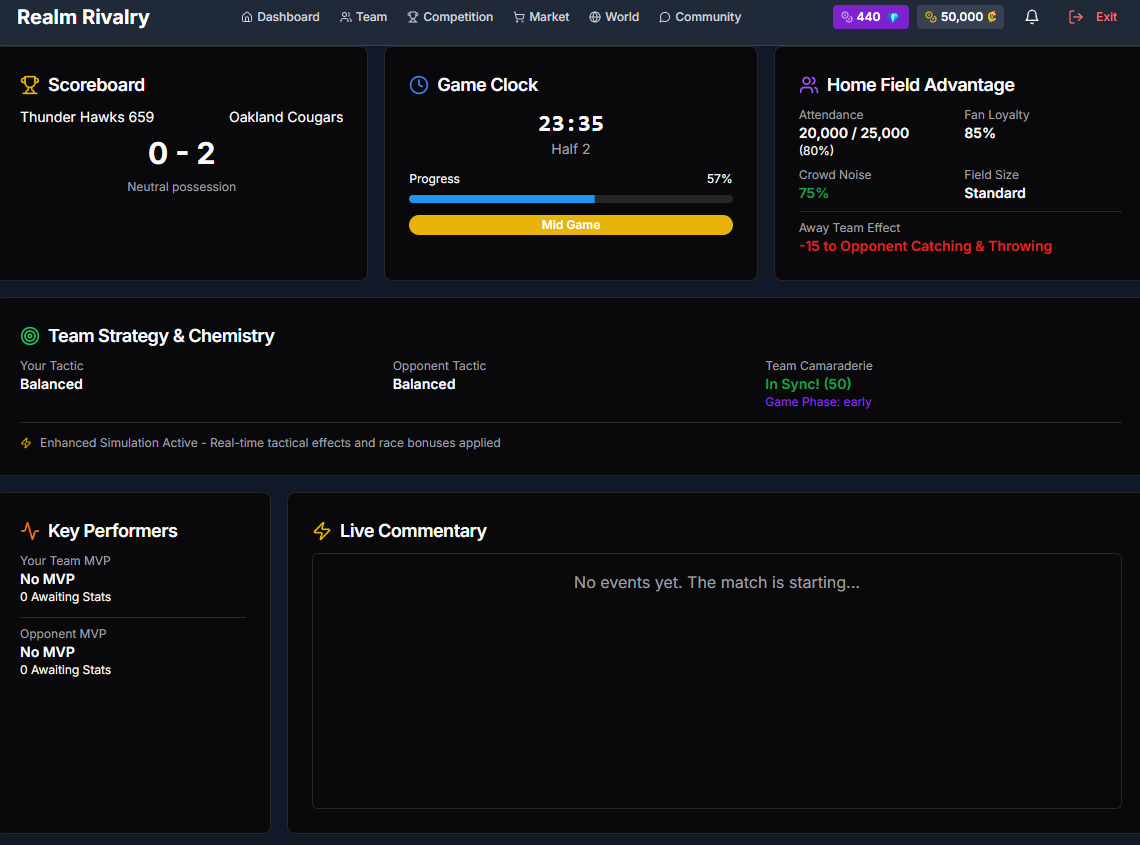 Realm Rivalry
Dashboard
Team
Competition
Market
World
Community
440
50,000 ₢
Exit
Scoreboard
Thunder Hawks 659
Oakland Cougars
0 - 2
Neutral possession
Game Clock
23:35
Half 2
Progress
57%
Mid Game
Home Field Advantage
Attendance
Fan Loyalty
20,000 / 25,000
85%
(80%)
Crowd Noise
Field Size
75%
Standard
Away Team Effect
-15 to Opponent Catching & Throwing
Team Strategy & Chemistry
Your Tactic
Opponent Tactic
Team Camaraderie
Balanced
Balanced
In Sync! (50)
Game Phase: early
Enhanced Simulation Active - Real-time tactical effects and race bonuses applied
Key Performers
Your Team MVP
No MVP
0 Awaiting Stats
Opponent MVP
No MVP
0 Awaiting Stats
Live Commentary
No events yet. The match is starting...